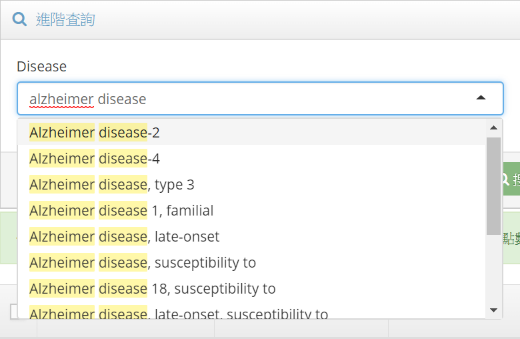 進階查詢
Disease
alzheimer disease
Alzheimer disease-2
Alzheimer disease-4
Alzheimer disease, type 3
Alzheimer disease 1, familial
Alzheimer disease, late-onset
Alzheimer disease, susceptibility to
Alzheimer disease 18, susceptibility to
Alzheimer disease, late-onset, susceptibility to
點數